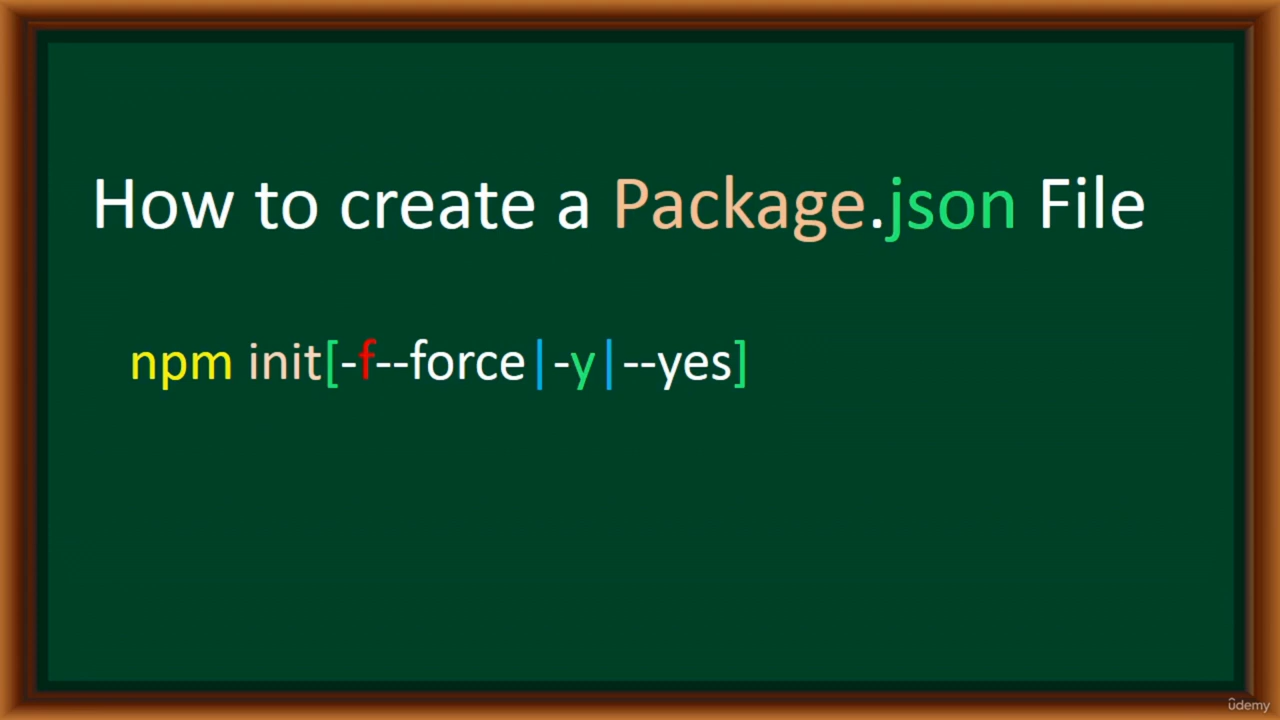 How to create a Package.json File
npm init[-f--force|-y|--yes]
ûdemy